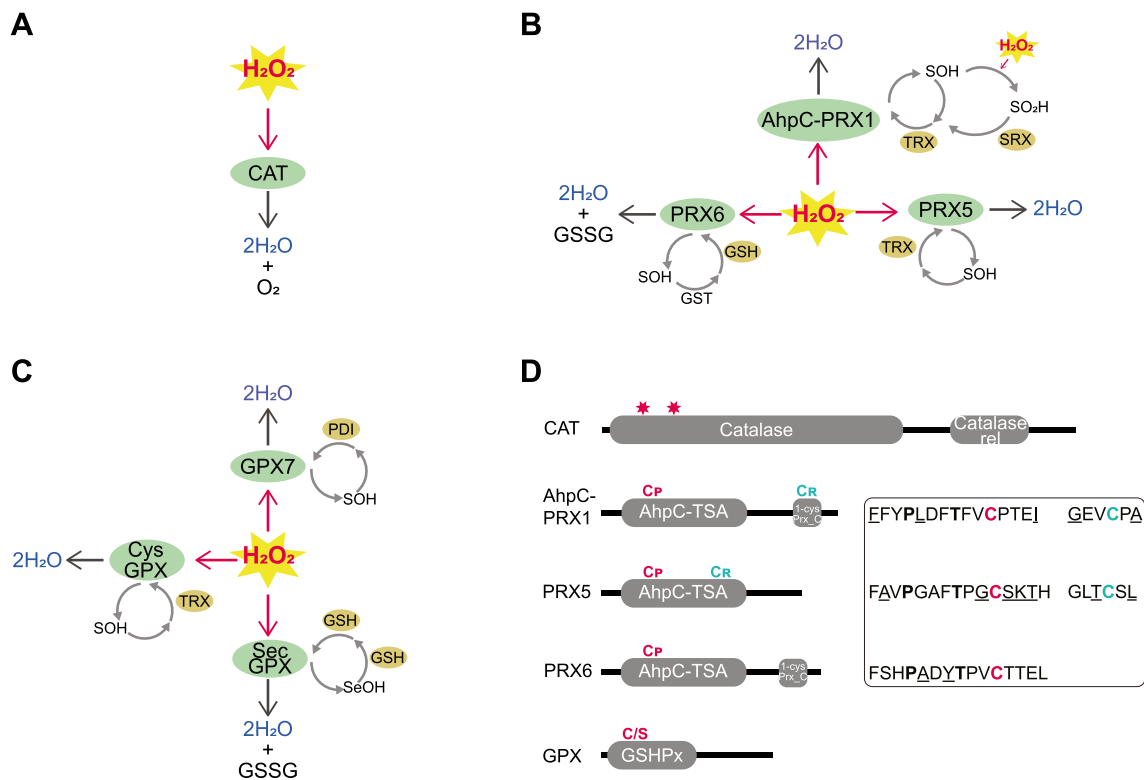 A
H₂O₂
CAT
2H₂O
+
O₂
B
2H₂O
H₂O₂
SOH
SO₂H
AhpC-PRX1
TRX
SRX
2H₂O
+
GSSG
PRX6
H₂O₂
PRX5
2H₂O
GSH
TRX
SOH
GST
SOH
C
2H₂O
PDI
GPX7
SOH
2H₂O
Cys
GPX
H₂O₂
TRX
SOH
GSH
Sec
GPX
GSH
SeOH
2H₂O
+
GSSG
D
CAT
Catalase
Catalase
rel
AhpC-
PRX1
CP
AhpC-TSA
CR
1-cys
Prx_C
FFYPLDFTFVCPTEI GEVCPA
PRX5
CP
CR
AhpC-TSA
FAVPGAFTPGCSKTH GLTCSL
PRX6
CP
AhpC-TSA
1-cys
Prx_C
FSHPADYTPVCTTEL
GPX
C/S
GSHPx